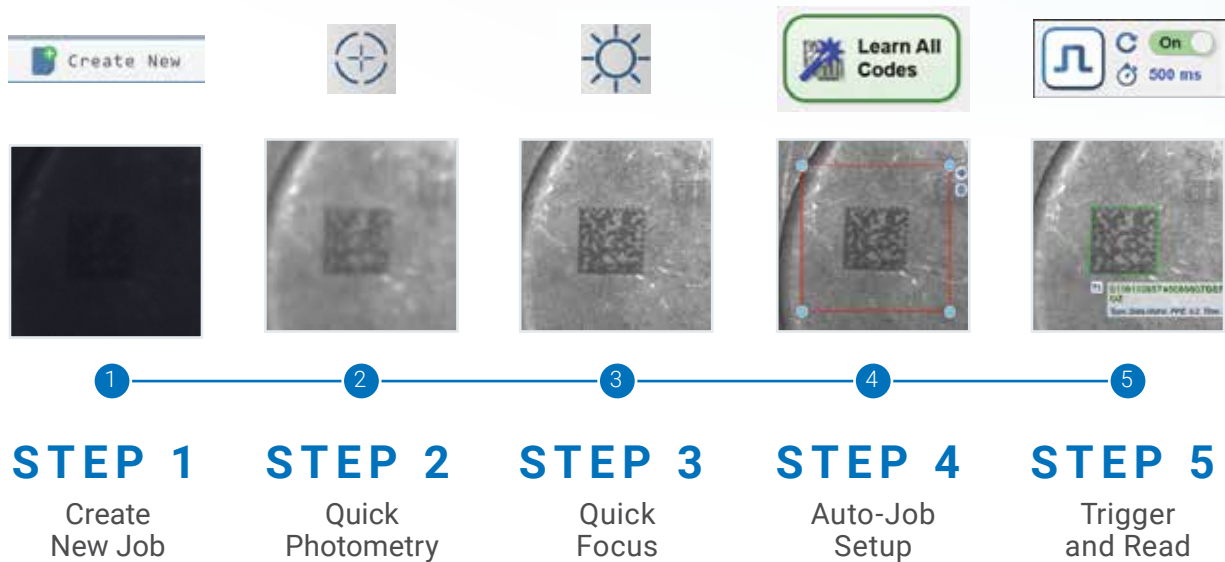 Create New
Learn All
Codes
On
500 ms
1
2
3
4
5
STEP 1
STEP 2
STEP 3
STEP 4
STEP 5
Create
New Job
Quick
Photometry
Quick
Focus
Auto-Job
Setup
Trigger
and Read